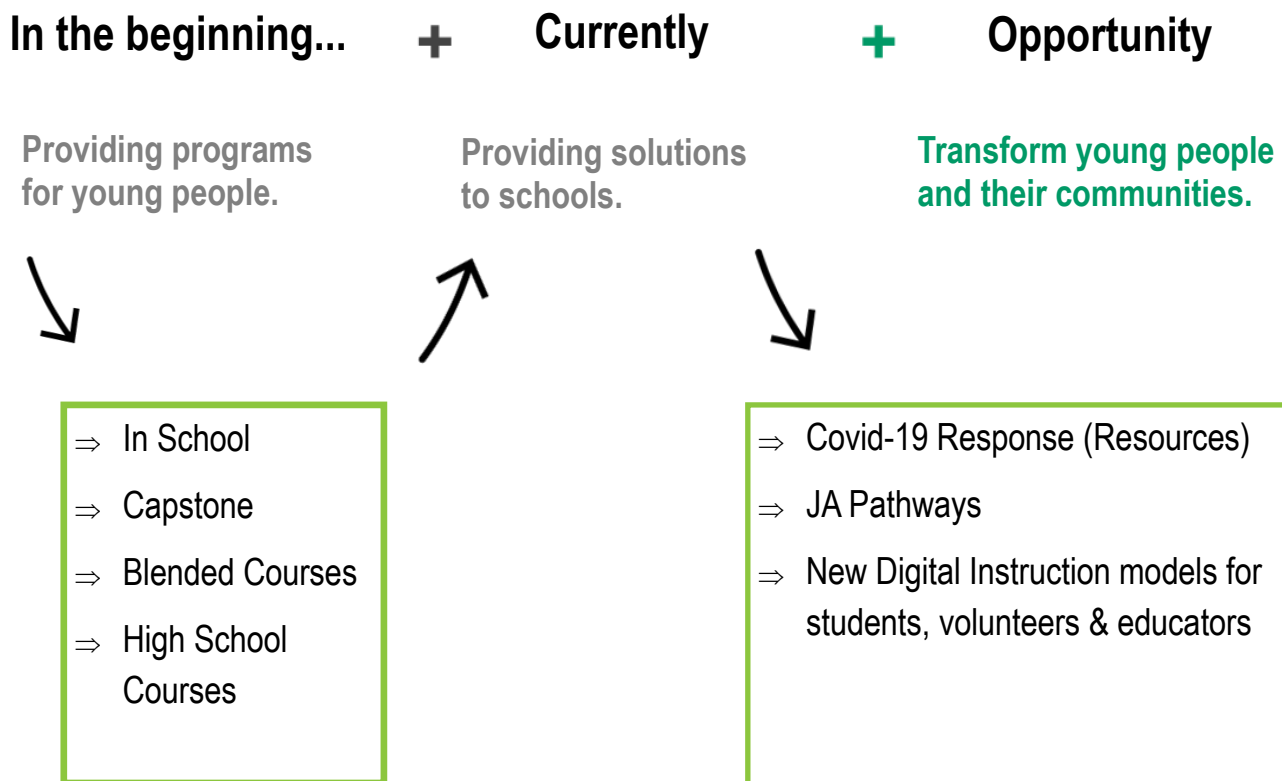 In the beginning... + Currently + Opportunity
Providing programs
for young people.
Providing solutions
to schools.
Transform young people
and their communities.
⇒ In School
⇒ Capstone
⇒ Blended Courses
⇒ High School
Courses
⇒ Covid-19 Response (Resources)
⇒ JA Pathways
⇒ New Digital Instruction models for
students, volunteers & educators